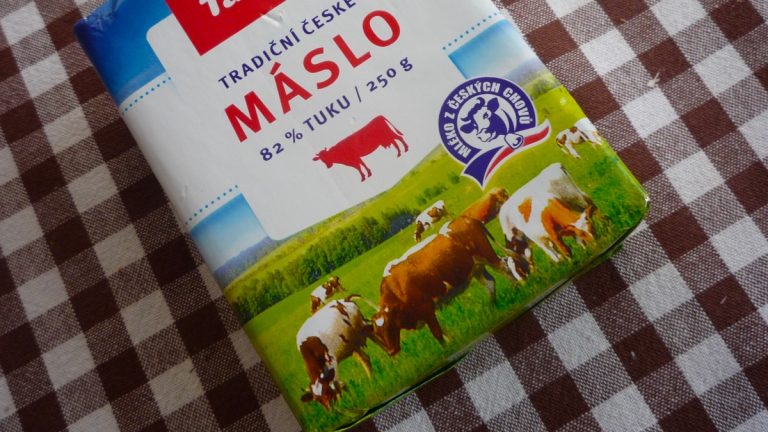 TRADIČNÍ ČESKÉ
MÁSLO
82 % TUKU / 250 g
MLÉKO Z ČESKÝCH CHOVŮ